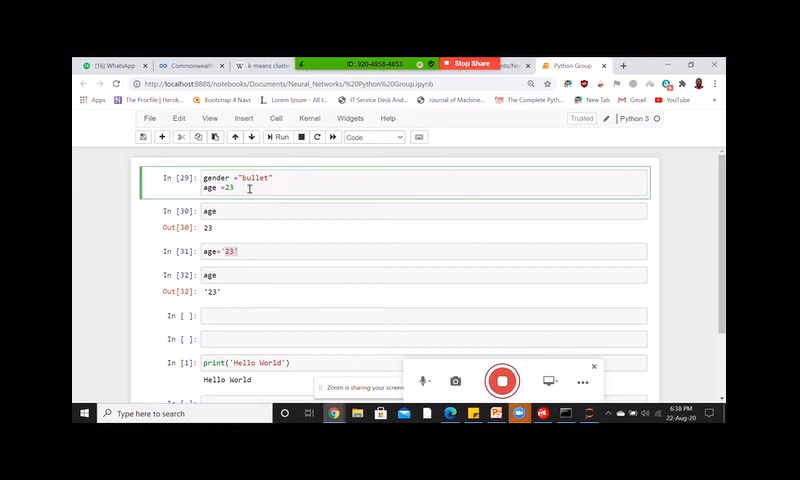 (16) WhatsApp
Commonwealth
k-means cluster
ID: 920-4958-4653
Stop Share
Python Group
http://localhost:8888/notebooks/Documents/Neural_Networks/%20Python%20Group.ipynb
Apps
The Procfile | Herok...
Bootstrap 4 Navs
Lorem Ipsum - All t...
IT Service Desk And...
Journal of Machine...
The Complete Pyth...
New Tab
Gmail
YouTube
File Edit View Insert Cell Kernel Widgets Help
Trusted
Python 3
Run
Code
In [29]: gender ="bullet"
age =23
In [30]: age
Out[30]: 23
In [31]: age='23'
In [32]: age
Out[32]: '23'
In [ ]:
In [ ]:
In [1]: print('Hello World')
Hello World
Zoom is sharing your screen
Type here to search
6:38 PM
22-Aug-20